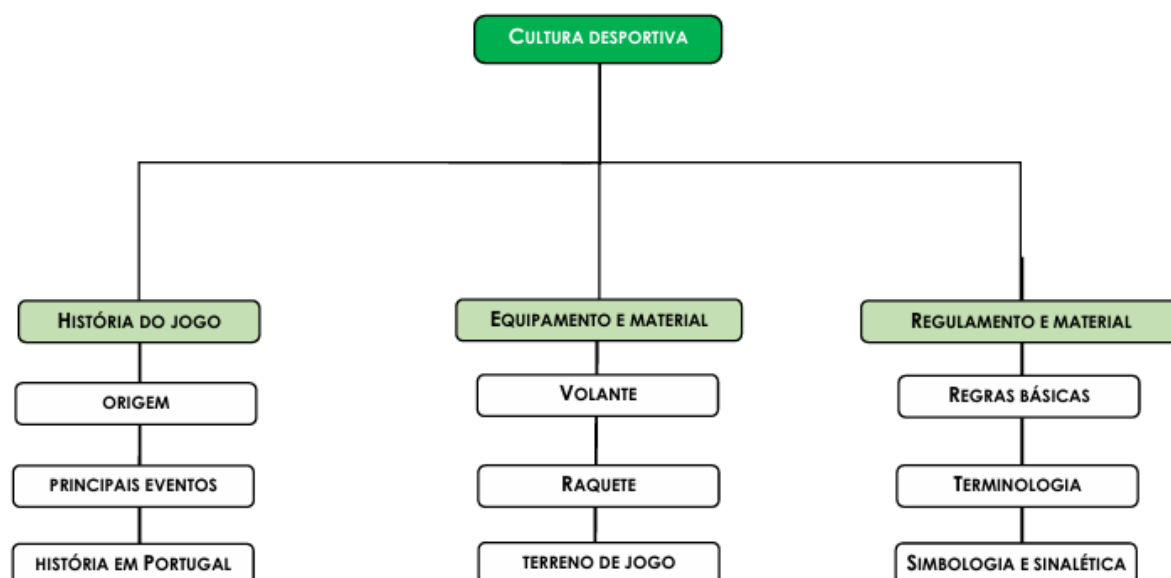 CULTURA DESPORTIVA
HISTÓRIA DO JOGO
EQUIPAMENTO E MATERIAL
REGULAMENTO E MATERIAL
ORIGEM
VOLANTE
REGRAS BÁSICAS
PRINCIPAIS EVENTOS
RAQUETE
TERMINOLOGIA
HISTÓRIA EM PORTUGAL
TERRENO DE JOGO
SIMBOLOGIA E SINALÉTICA